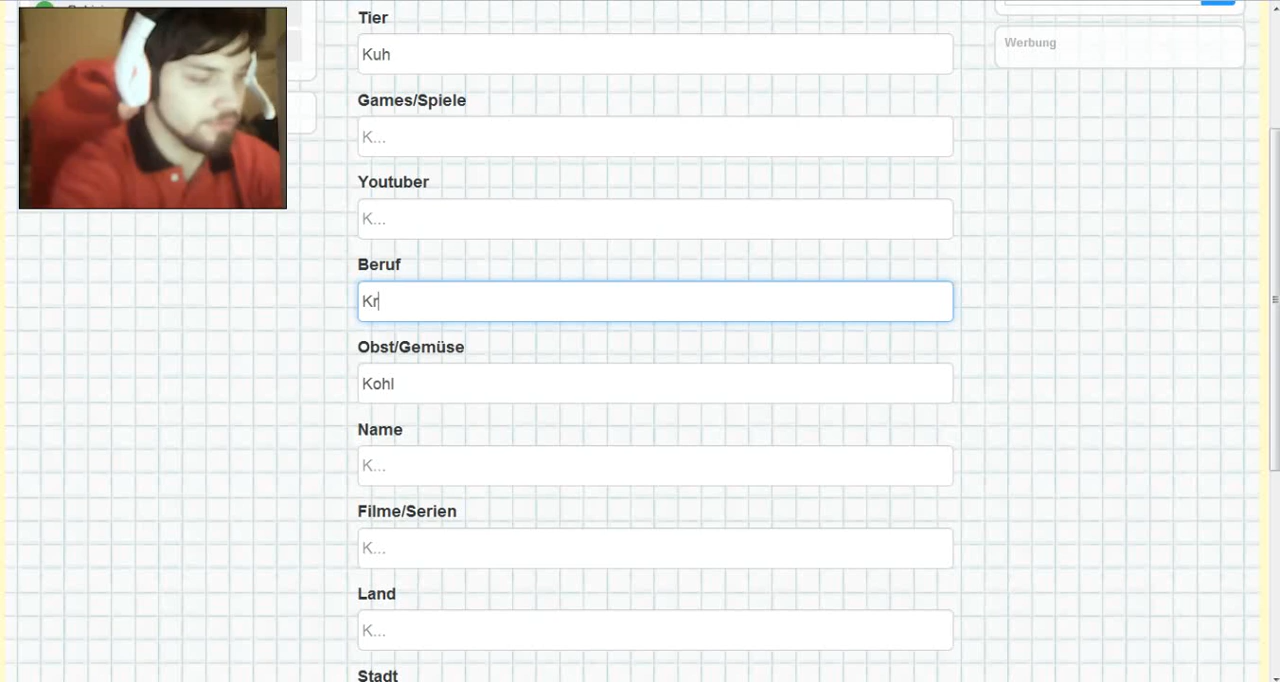 Tier
Kuh
Werbung
Games/Spiele
K...
Youtuber
K...
Beruf
Kr
Obst/Gemüse
Kohl
Name
K...
Filme/Serien
K...
Land
K...
Stadt